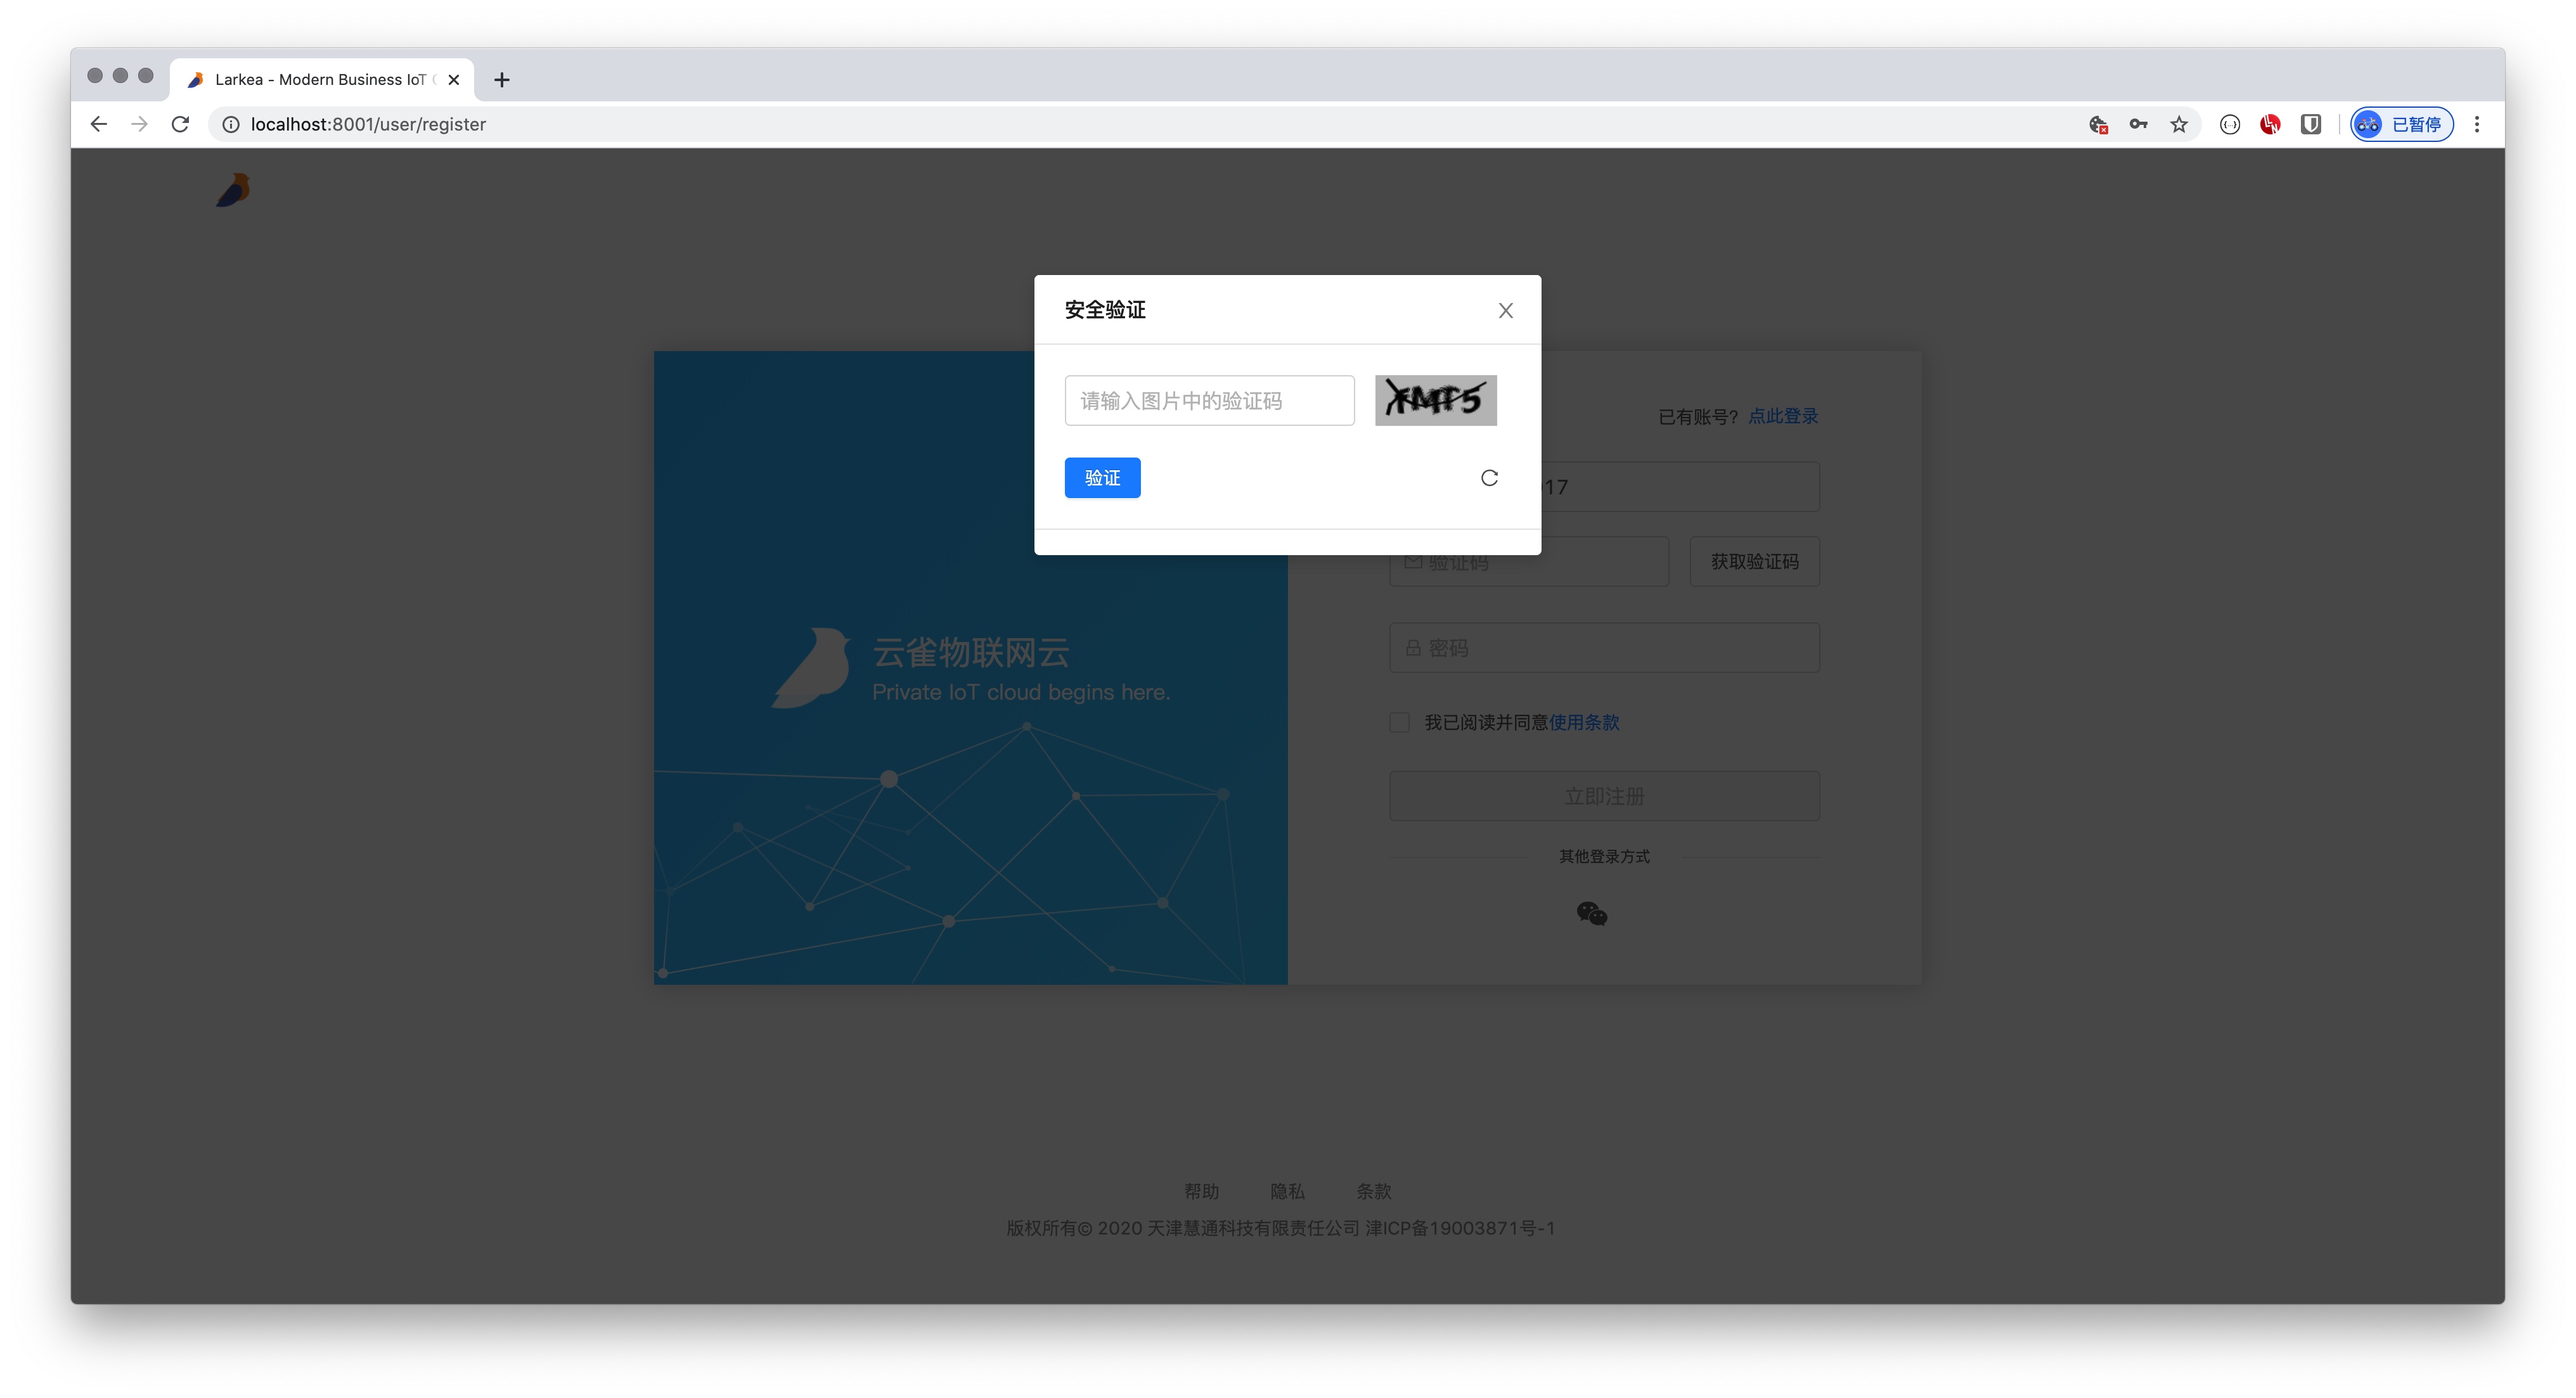 Larkea - Modern Business IoT
localhost:8001/user/register
已暂停
安全验证
请输入图片中的验证码
验证
已有账号? 点此登录
17
验证码
获取验证码
密码
我已阅读并同意使用条款
立即注册
其他登录方式
云雀物联网云
Private IoT cloud begins here.
帮助 隐私 条款
版权所有© 2020 天津慧通科技有限责任公司 津ICP备19003871号-1